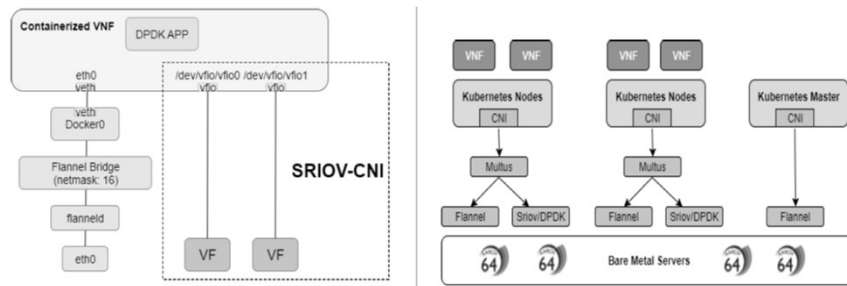 Containerized VNF
DPDK APP
eth0
veth
/dev/vfio/vfio0 /dev/vfio/vfio1
vfio
vfio
veth
Docker0
Flannel Bridge
(netmask: 16)
flanneld
eth0
SRIOV-CNI
VF
VF
VNF
VNF
VNF
VNF
Kubernetes Nodes
CNI
Kubernetes Nodes
CNI
Kubernetes Master
CNI
Multus
Multus
Flannel
Sriov/DPDK
Flannel
Sriov/DPDK
Flannel
64
64
Bare Metal Servers
64
64